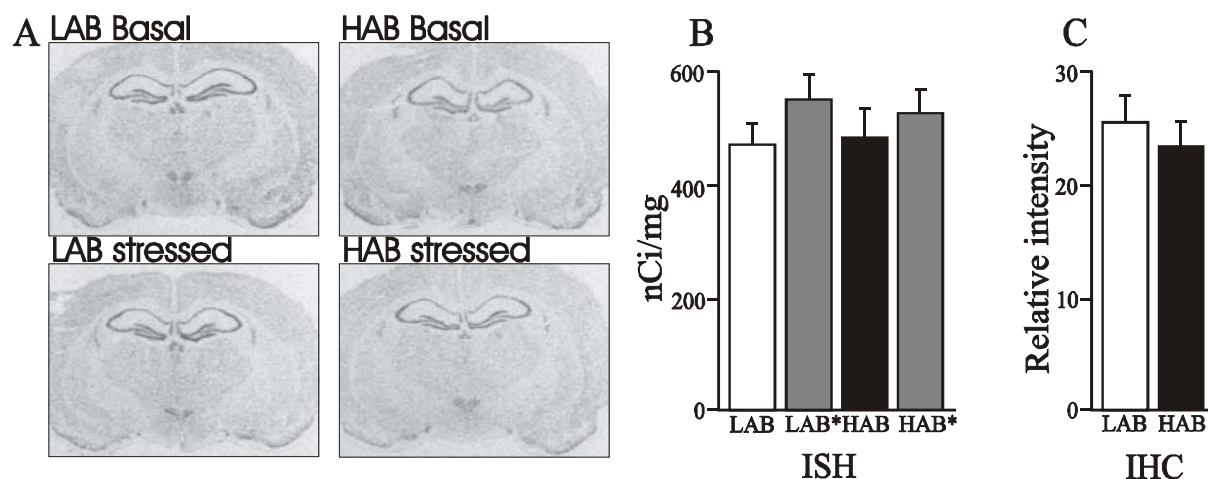 A
LAB Basal
HAB Basal
LAB stressed
HAB stressed
B
600
400
200
0
nCi/mg
LAB LAB* HAB HAB*
ISH
C
30
20
10
0
Relative intensity
LAB HAB
IHC